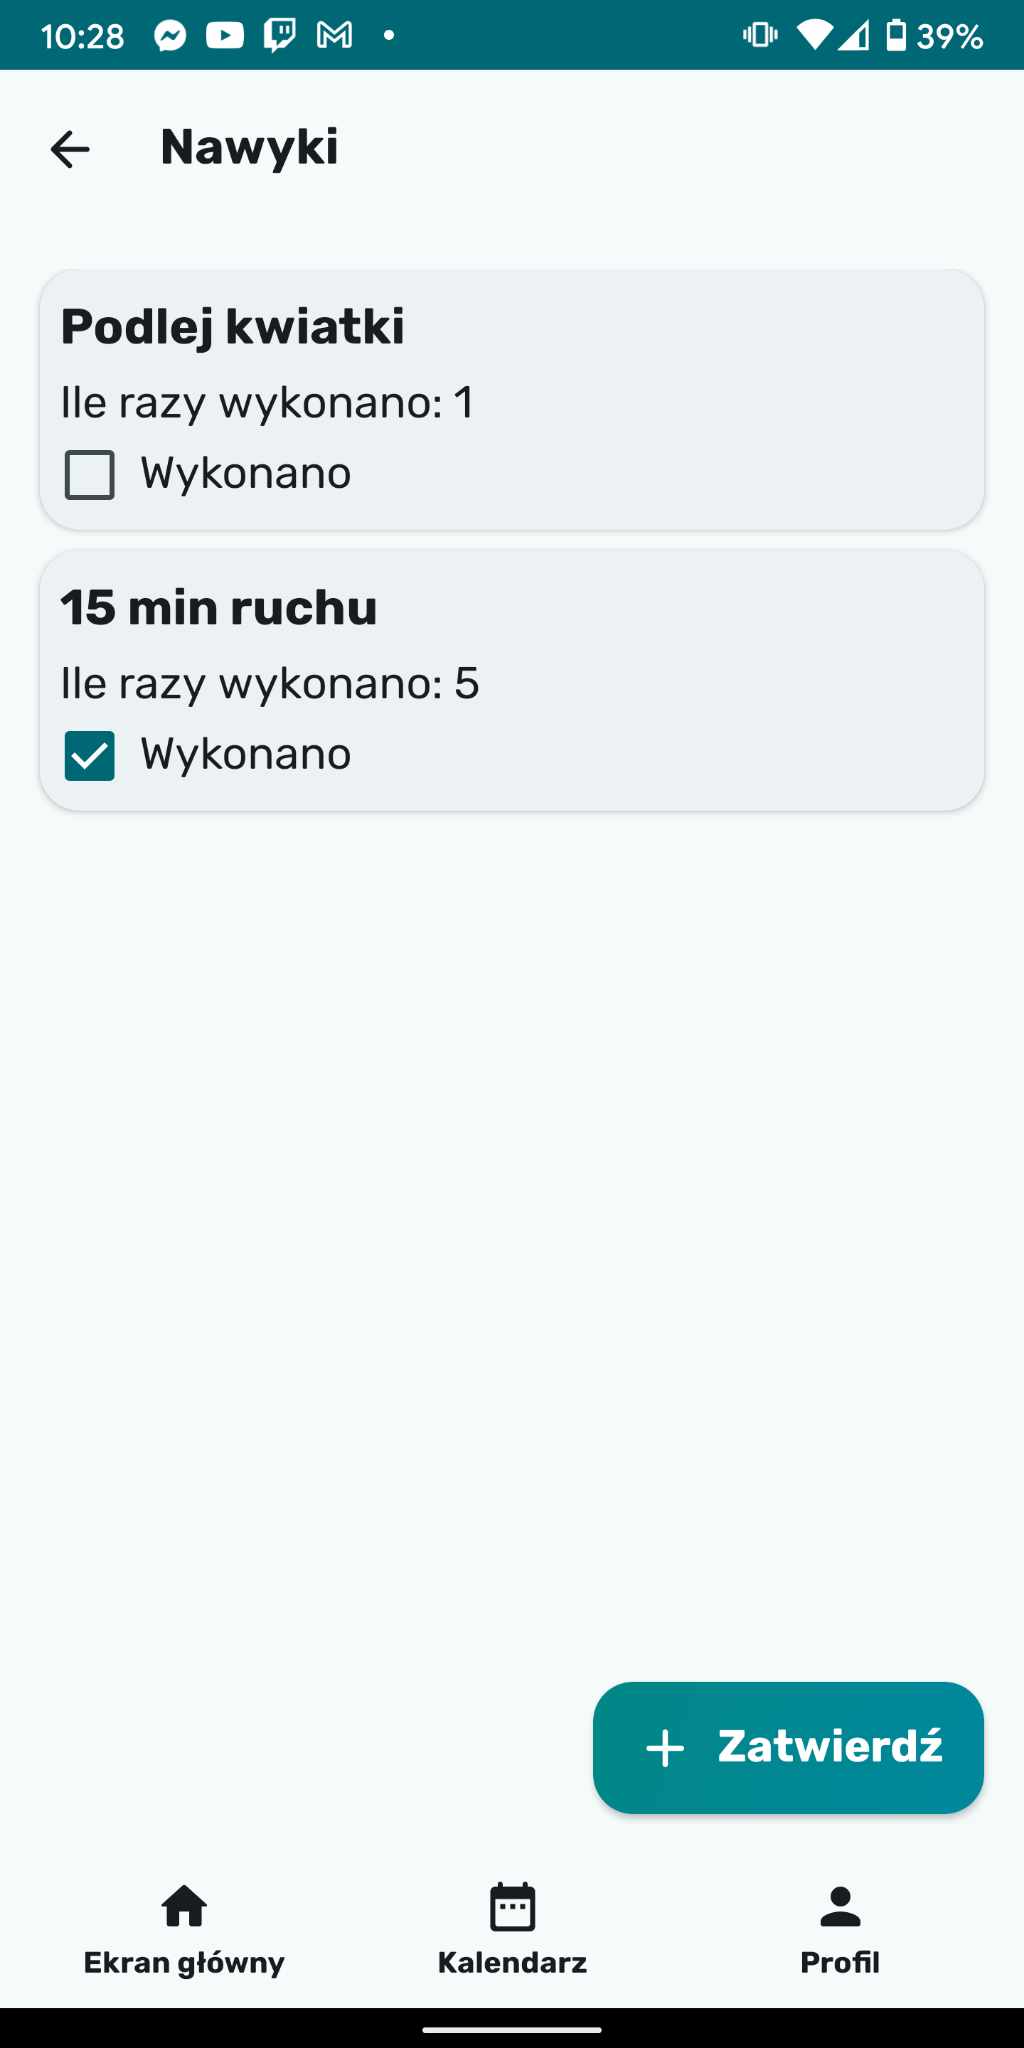 10:28 39%
Nawyki
Podlej kwiatki
Ile razy wykonano: 1
Wykonano
15 min ruchu
Ile razy wykonano: 5
Wykonano
Zatwierdź
Ekran główny Kalendarz Profil